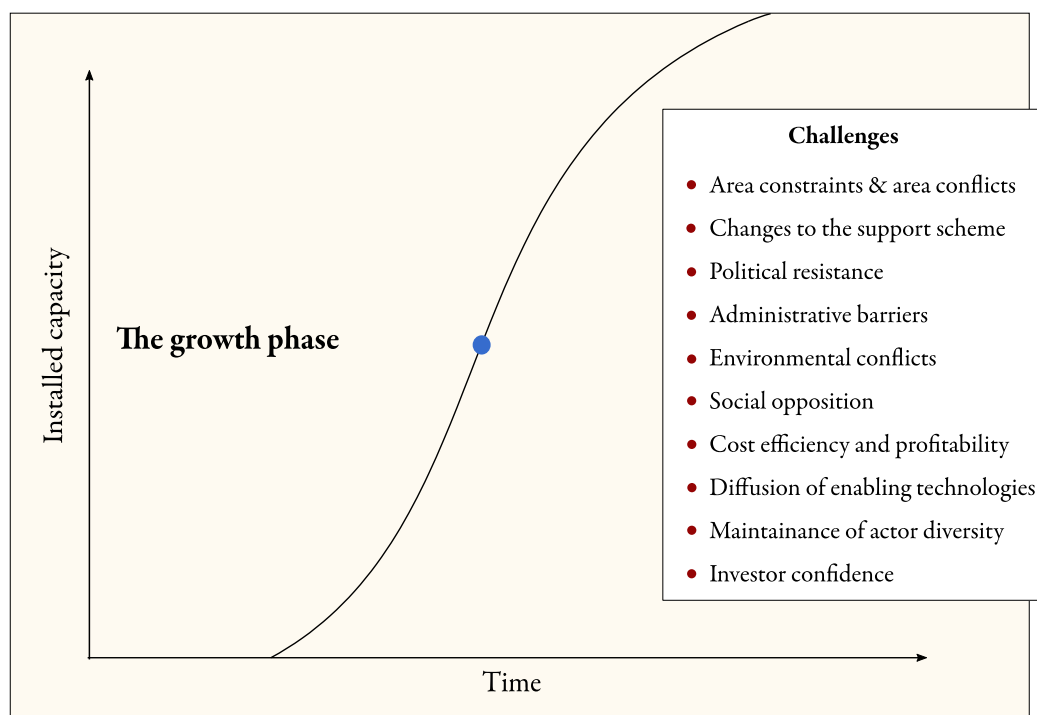 Challenges
Area constraints & area conflicts
Changes to the support scheme
Political resistance
Administrative barriers
Environmental conflicts
Social opposition
Cost efficiency and profitability
Diffusion of enabling technologies
Maintainance of actor diversity
Investor confidence
The growth phase
Installed capacity
Time